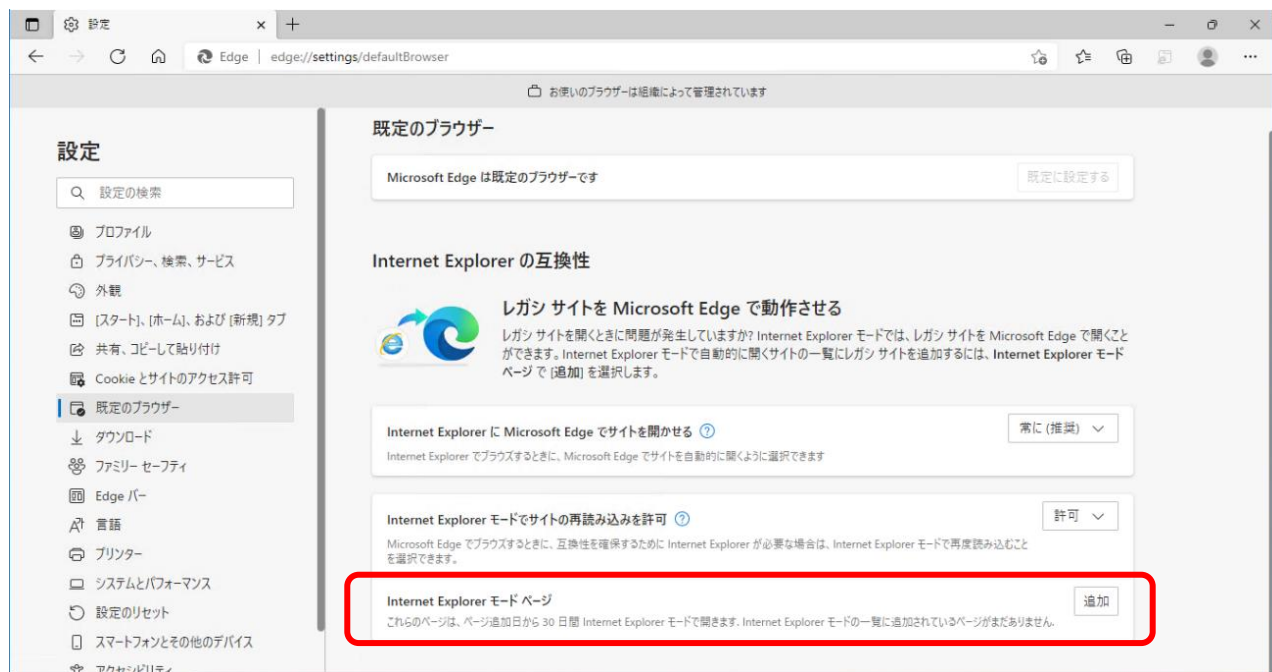 設定
Edge edge://settings/defaultBrowser
お使いのブラウザーは組織によって管理されています
設定
設定の検索
プロファイル
プライバシー、検索、サービス
外観
[スタート]、[ホーム]、および [新規] タブ
共有、コピーして貼り付け
Cookie とサイトのアクセス許可
既定のブラウザー
ダウンロード
ファミリー セーフティ
Edge バー
言語
プリンター
システムとパフォーマンス
設定のリセット
スマートフォンとその他のデバイス
アクセシビリティ
既定のブラウザー
Microsoft Edge は既定のブラウザーです
既定に設定する
Internet Explorer の互換性
レガシ サイトを Microsoft Edge で動作させる
レガシ サイトを開くときに問題が発生していますか? Internet Explorer モードでは、レガシ サイトを Microsoft Edge で開くこと
ができます。Internet Explorer モードで自動的に開くサイトの一覧にレガシ サイトを追加するには、Internet Explorer モード
ページ で [追加] を選択します。
Internet Explorer に Microsoft Edge でサイトを開かせる
常に (推奨)
Internet Explorer でブラウズするときに、Microsoft Edge でサイトを自動的に開くように選択できます
Internet Explorer モードでサイトの再読み込みを許可
許可
Microsoft Edge でブラウズするときに、互換性を確保するために Internet Explorer が必要な場合は、Internet Explorer モードで再度読み込むこと
を選択できます。
Internet Explorer モード ページ
追加
これらのページは、ページ追加日から 30 日間 Internet Explorer モードで開きます. Internet Explorer モードの一覧に追加されているページがまだありません.